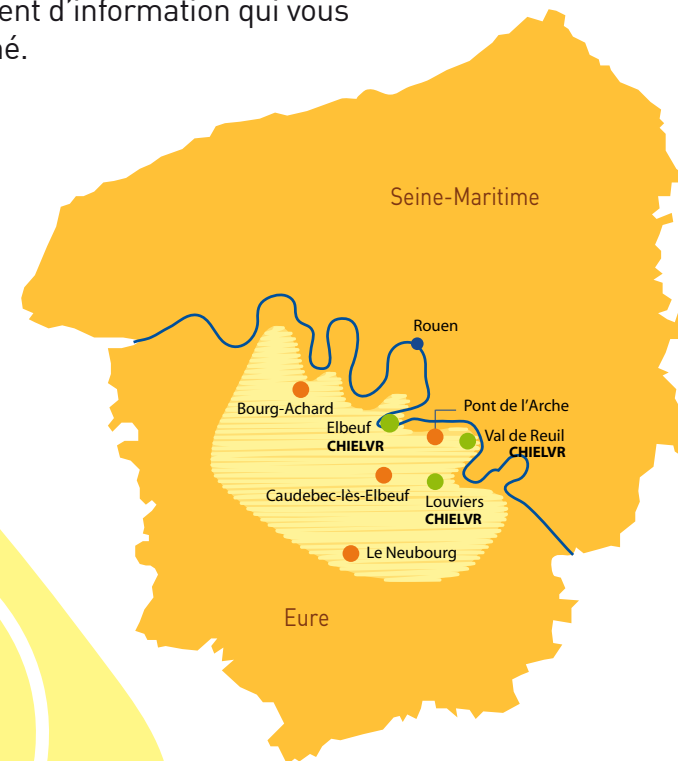 ent d’information qui vous
é.
Seine-Maritime
Rouen
Bourg-Achard
Pont de l’Arche
Elbeuf
CHIELVR
Val de Reuil
CHIELVR
Caudebec-lès-Elbeuf
Louviers
CHIELVR
Le Neubourg
Eure